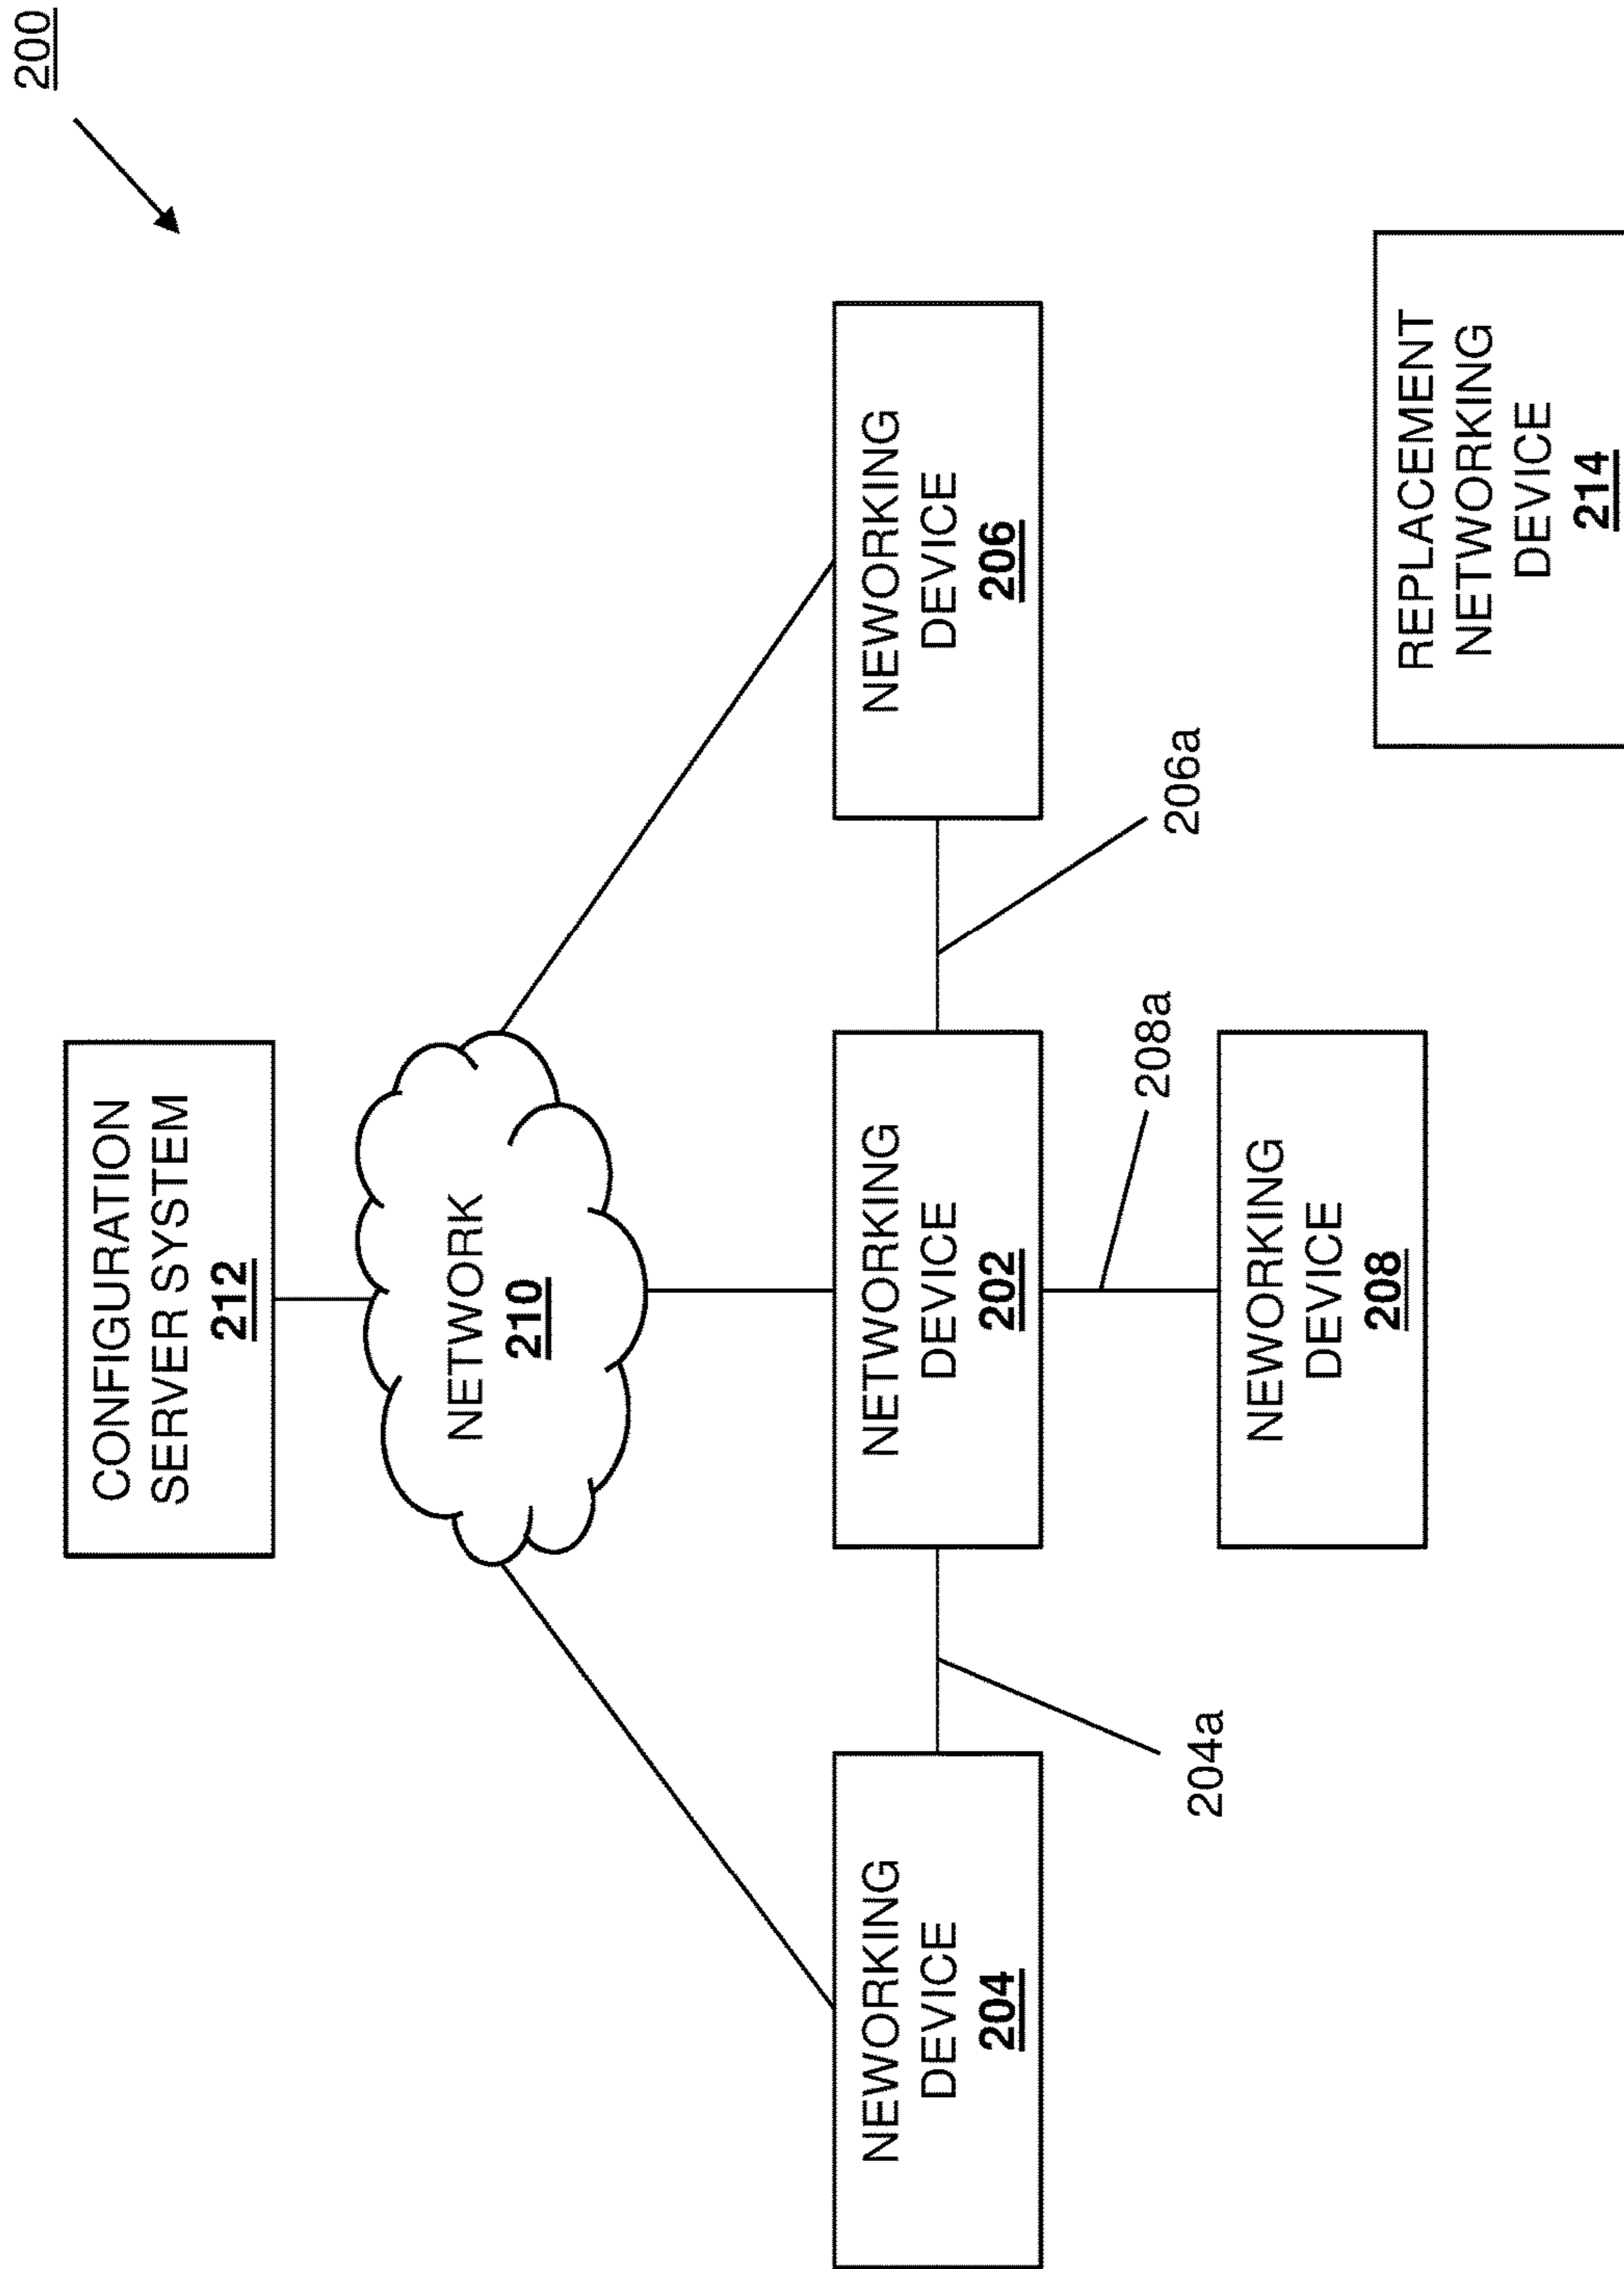 200
CONFIGURATION
SERVER SYSTEM
212
NETWORK
210
NEWORKING
DEVICE
204
NETWORKING
DEVICE
202
NEWORKING
DEVICE
206
204a
208a
206a
NEWORKING
DEVICE
208
REPLACEMENT
NETWORKING
DEVICE
214